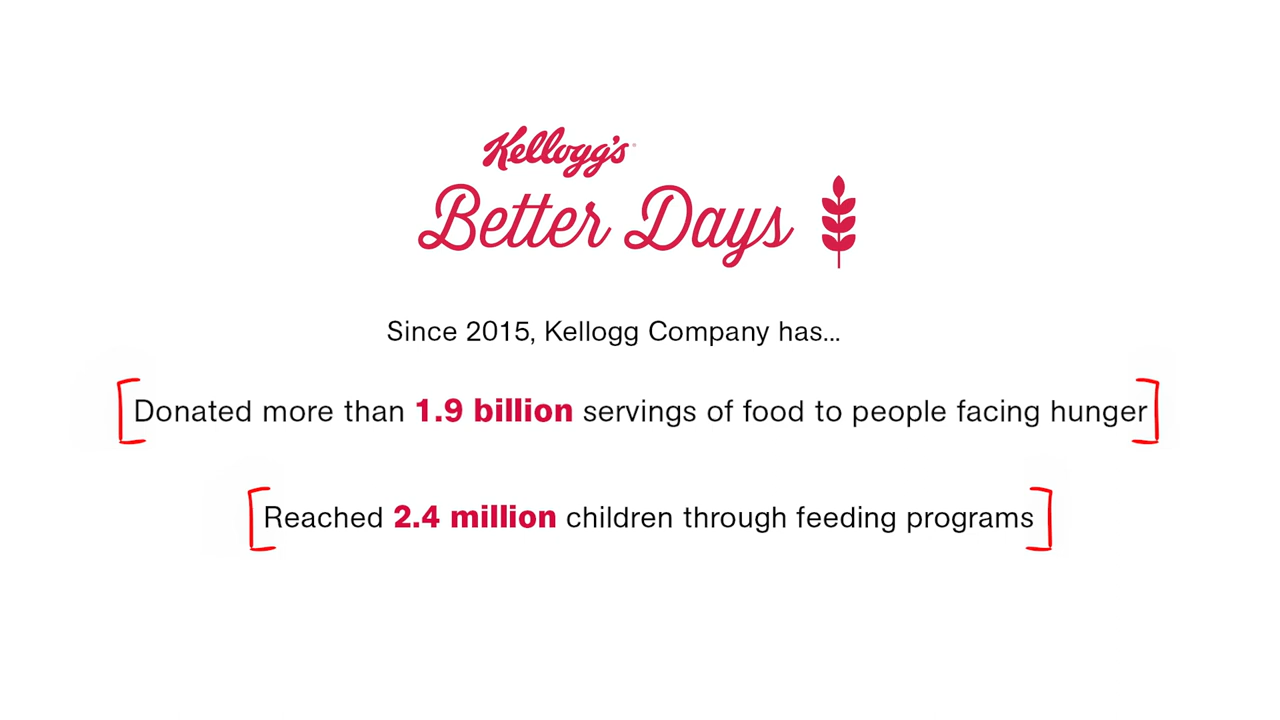 Kellogg's
Better Days
Since 2015, Kellogg Company has...
Donated more than 1.9 billion servings of food to people facing hunger
Reached 2.4 million children through feeding programs